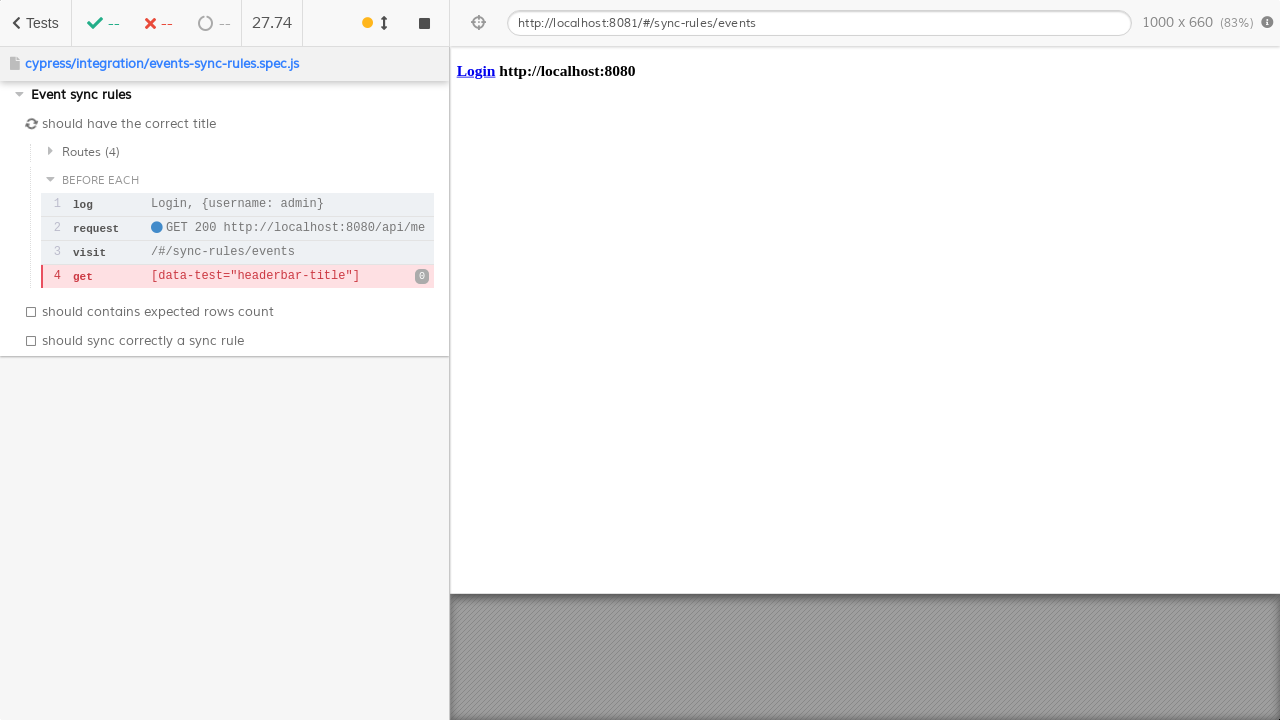 Tests -- -- -- 27.74
http://localhost:8081/#/sync-rules/events 1000 x 660 (83%)
cypress/integration/events-sync-rules.spec.js
Event sync rules
should have the correct title
Routes (4)
BEFORE EACH
1 log Login, {username: admin}
2 request GET 200 http://localhost:8080/api/me
3 visit /#/sync-rules/events
4 get [data-test="headerbar-title"] 0
should contains expected rows count
should sync correctly a sync rule
Login http://localhost:8080